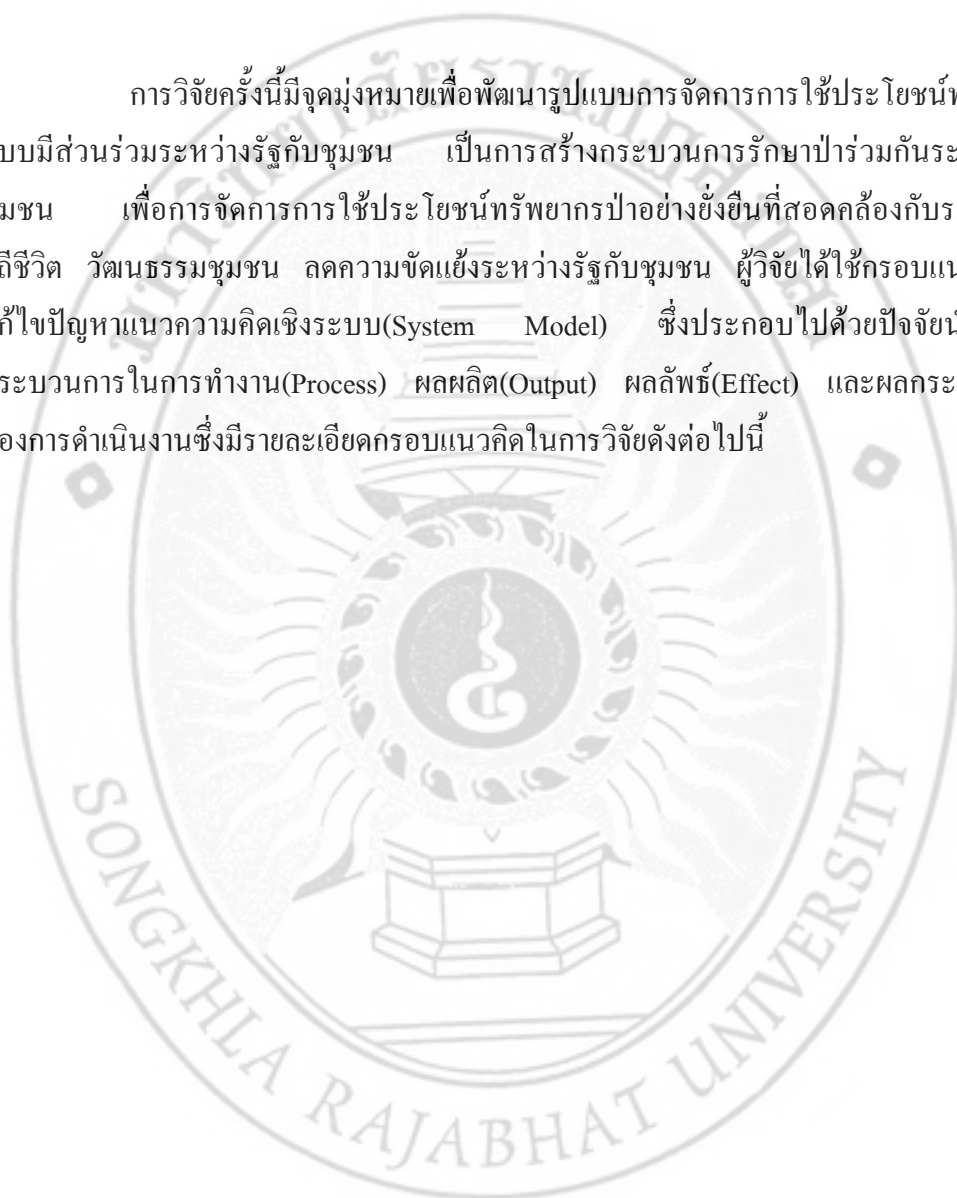 การวิจัยครั้งนี้มีจุดมุ่งหมายเพื่อพัฒนารูปแบบการจัดการการใช้ประโยชน์
บบมีส่วนร่วมระหว่างรัฐกับชุมชน เป็นการสร้างกระบวนการรักษาป่าร่วมกันระ
มชน เพื่อการจัดการการใช้ประโยชน์ทรัพยากรป่าอย่างยั่งยืนที่สอดคล้องกับร
ถีชีวิต วัฒนธรรมชุมชน ลดความขัดแย้งระหว่างรัฐกับชุมชน ผู้วิจัยได้ใช้กรอบแน
ก้ไขปัญหาแนวความคิดเชิงระบบ(System Model) ซึ่งประกอบไปด้วยปัจจัยน
ระบวนการในการทำงาน(Process) ผลผลิต(Output) ผลลัพธ์(Effect) และผลกระ
องการดำเนินงานซึ่งมีรายละเอียดกรอบแนวคิดในการวิจัยดังต่อไปนี้
มหาวิทยาลัยราชภัฏสงขลา
SONGKHLA RAJABHAT UNIVERSITY